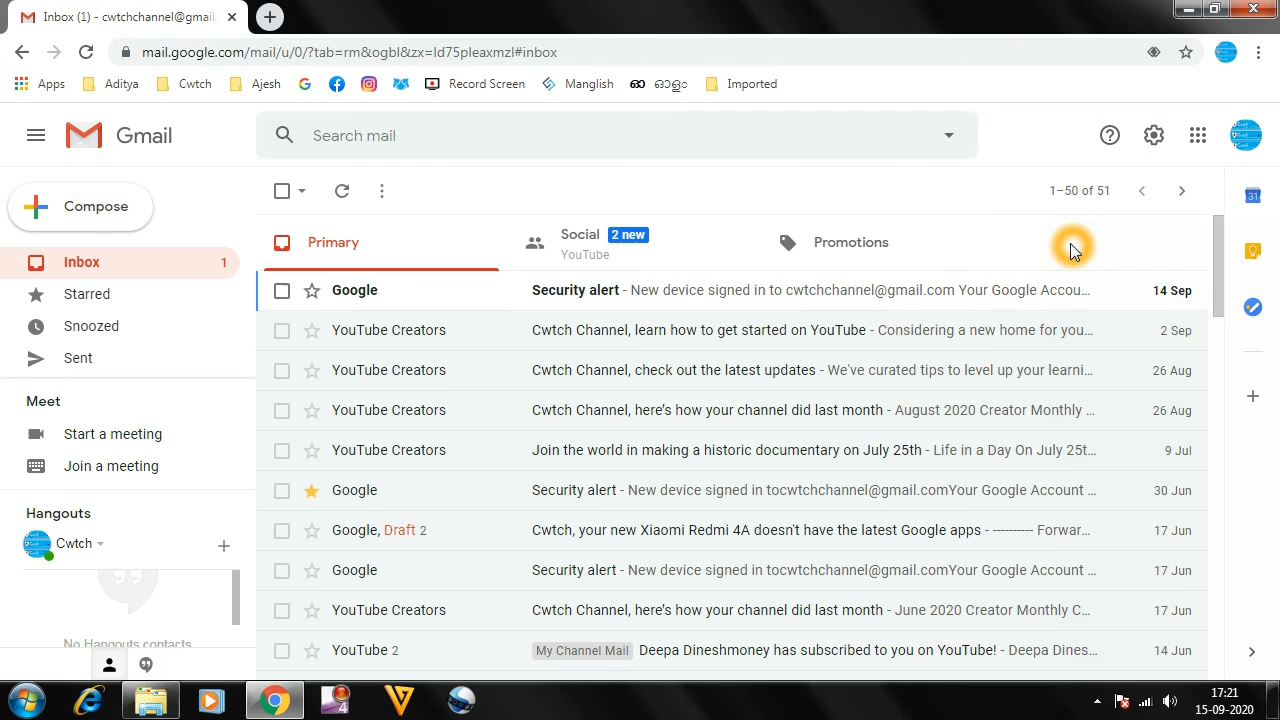 Inbox (1) - cwtchchannel@gmail.
mail.google.com/mail/u/0/?tab=rm&ogbl&zx=ld75pleaxmzl#inbox
Apps Aditya Cwtch Ajesh Record Screen Manglish ഓളം Imported
Gmail
Search mail
Compose
1–50 of 51
Inbox 1
Starred
Snoozed
Sent
Meet
Start a meeting
Join a meeting
Hangouts
Cwtch
No Hangouts contacts
Primary
Social 2 new
YouTube
Promotions
Google Security alert - New device signed in to cwtchchannel@gmail.com Your Google Accou... 14 Sep
YouTube Creators Cwtch Channel, learn how to get started on YouTube - Considering a new home for you... 2 Sep
YouTube Creators Cwtch Channel, check out the latest updates - We've curated tips to level up your learni... 26 Aug
YouTube Creators Cwtch Channel, here's how your channel did last month - August 2020 Creator Monthly ... 26 Aug
YouTube Creators Join the world in making a historic documentary on July 25th - Life in a Day On July 25t... 9 Jul
Google Security alert - New device signed in tocwtchchannel@gmail.comYour Google Account ... 30 Jun
Google, Draft 2 Cwtch, your new Xiaomi Redmi 4A doesn't have the latest Google apps - ---------- Forwar... 17 Jun
Google Security alert - New device signed in tocwtchchannel@gmail.comYour Google Account ... 17 Jun
YouTube Creators Cwtch Channel, here's how your channel did last month - June 2020 Creator Monthly C... 17 Jun
YouTube 2 My Channel Mail Deepa Dineshmoney has subscribed to you on YouTube! - Deepa Dines... 14 Jun
31
4
17:21
15-09-2020